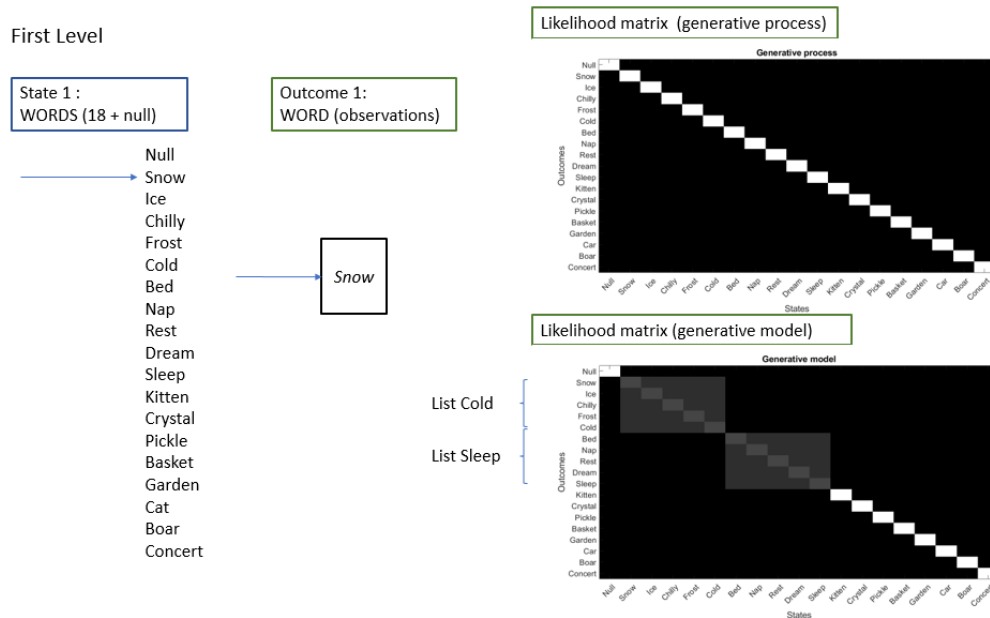 First Level
State 1 :
WORDS (18 + null)
Outcome 1:
WORD (observations)
Null
Snow
Ice
Chilly
Frost
Cold
Bed
Nap
Rest
Dream
Sleep
Kitten
Crystal
Pickle
Basket
Garden
Cat
Boar
Concert
Snow
Likelihood matrix (generative process)
Generative process
Outcomes
Null
Snow
Ice
Chilly
Frost
Cold
Bed
Nap
Rest
Dream
Sleep
Kitten
Crystal
Pickle
Basket
Garden
Car
Boar
Concert
Null Snow Ice Chilly Frost Cold Bed Nap Rest Dream Sleep Kitten Crystal Pickle Basket Garden Car Boar Concert
States
Likelihood matrix (generative model)
Generative model
List Cold
List Sleep
Outcomes
Null
Snow
Ice
Chilly
Frost
Cold
Bed
Nap
Rest
Dream
Sleep
Kitten
Crystal
Pickle
Basket
Garden
Car
Boar
Concert
Null Snow Ice Chilly Frost Cold Bed Nap Rest Dream Sleep Kitten Crystal Pickle Basket Garden Car Boar Concert
States